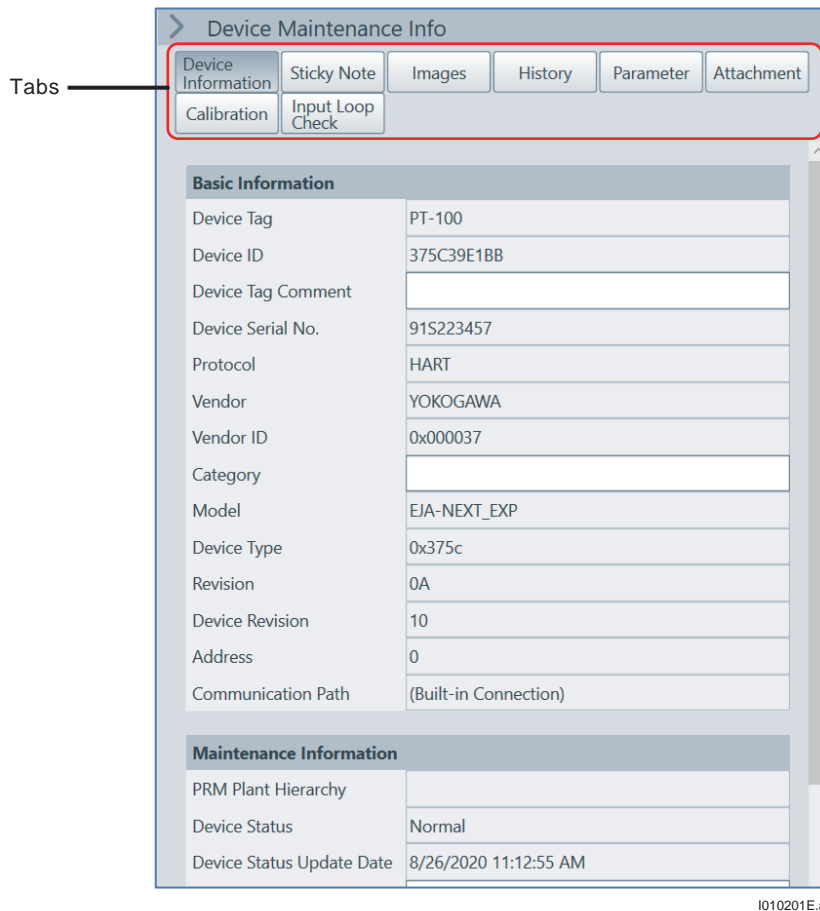 Device Maintenance Info
Tabs
Device Information Sticky Note Images History Parameter Attachment
Calibration Input Loop Check
Basic Information
Device Tag PT-100
Device ID 375C39E1BB
Device Tag Comment
Device Serial No. 91S223457
Protocol HART
Vendor YOKOGAWA
Vendor ID 0x000037
Category
Model EJA-NEXT_EXP
Device Type 0x375c
Revision 0A
Device Revision 10
Address 0
Communication Path (Built-in Connection)
Maintenance Information
PRM Plant Hierarchy
Device Status Normal
Device Status Update Date 8/26/2020 11:12:55 AM
I010201E.a